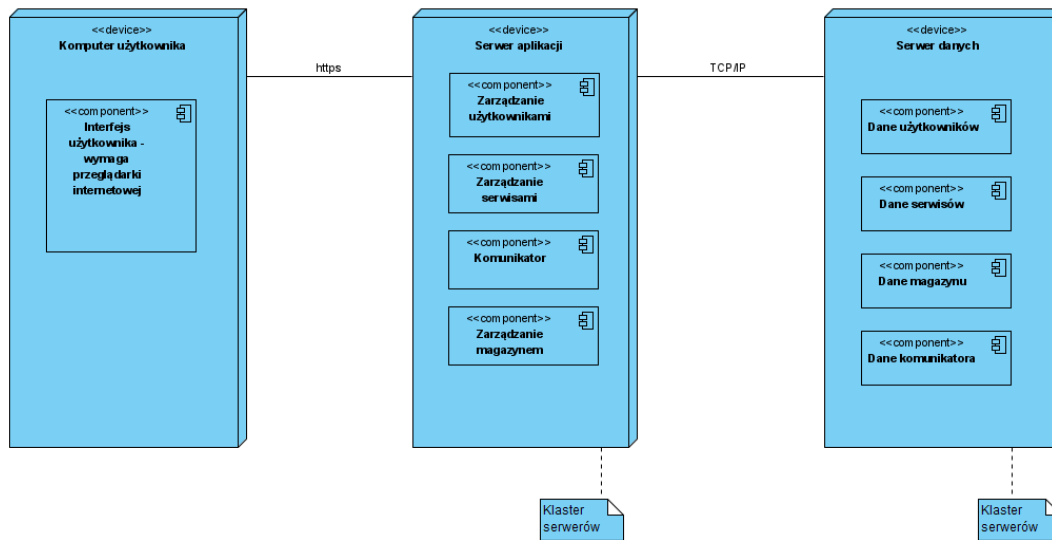 <<device>>
Komputer użytkownika
<<component>>
Interfejs
użytkownika -
wymaga
przeglądarki
internetowej
https
<<device>>
Serwer aplikacji
<<component>>
Zarządzanie
użytkownikami
<<component>>
Zarządzanie
serwisami
<<component>>
Komunikator
<<component>>
Zarządzanie
magazynem
Klaster
serwerów
TCP/IP
<<device>>
Serwer danych
<<component>>
Dane użytkowników
<<component>>
Dane serwisów
<<component>>
Dane magazynu
<<component>>
Dane komunikatora
Klaster
serwerów